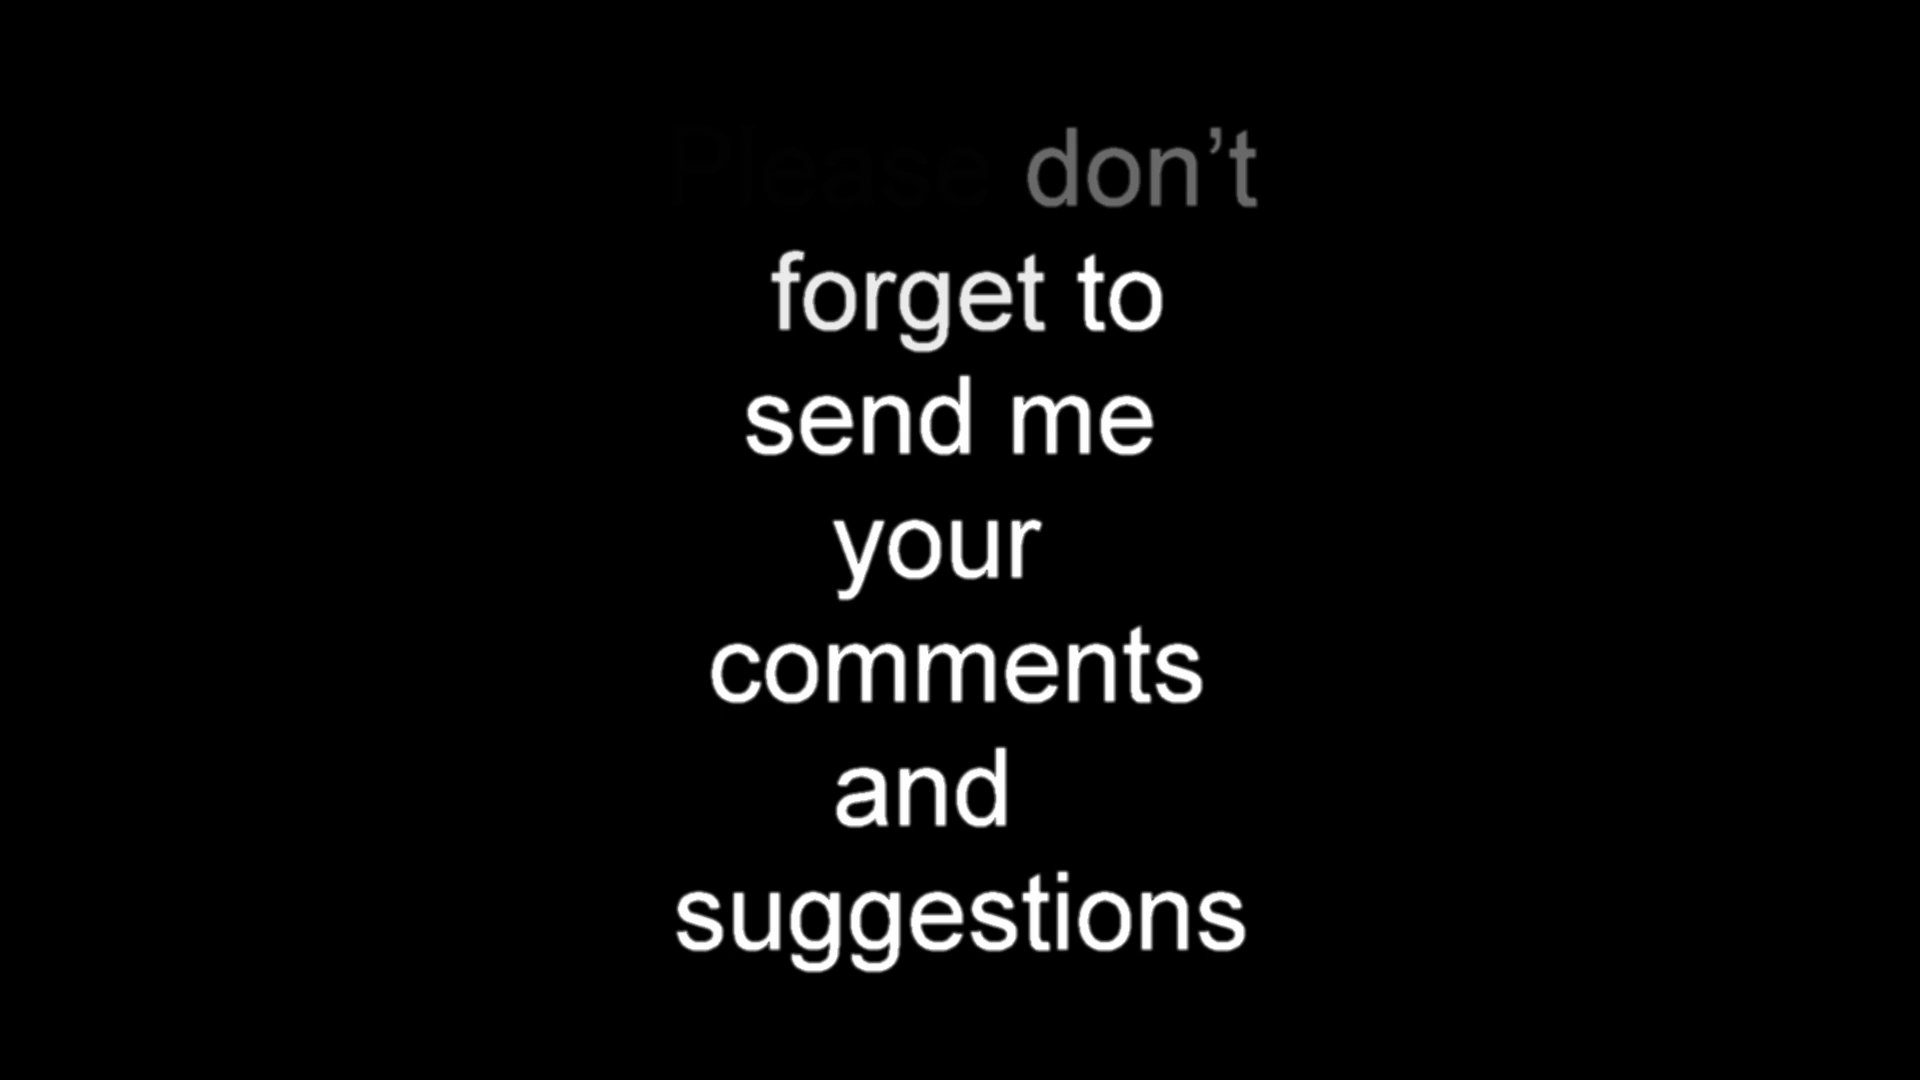 Please don’t
forget to
send me
your
comments
and
suggestions